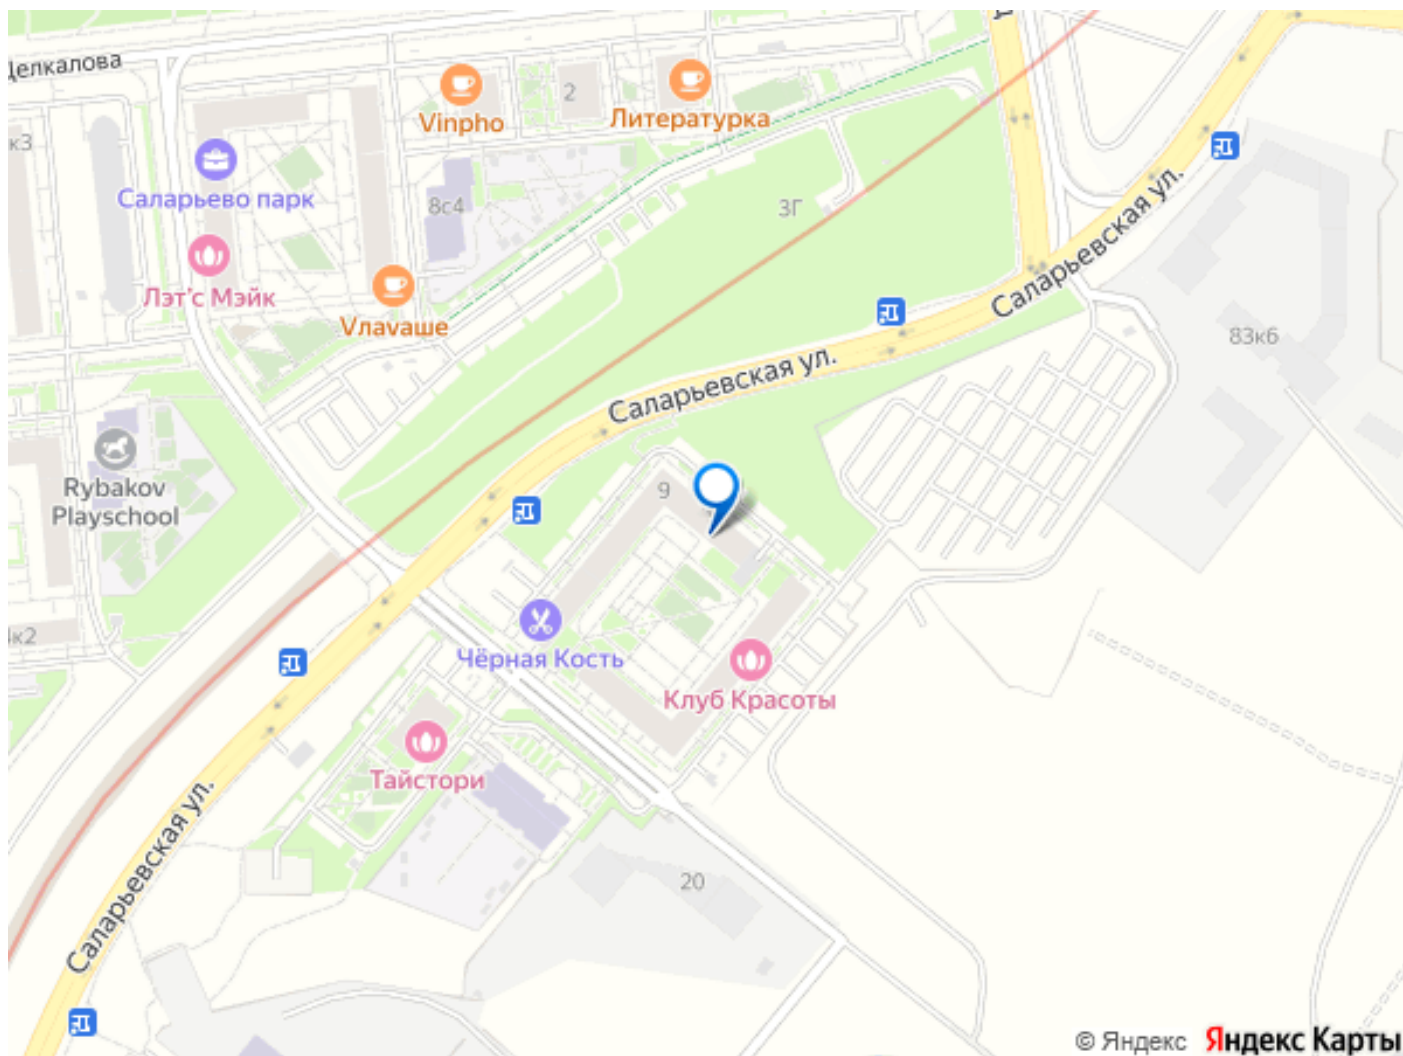 Vinpho
2
Литературка
к3
Саларьево парк
8с4
3Г
Саларьевская ул.
Лэт'с Мэйк
Vлаvаше
83к6
Саларьевская ул.
Rybakov
Playschool
9
к2
Чёрная Кость
Клуб Красоты
Тайстори
Саларьевская ул.
20
© Яндекс Яндекс Карты